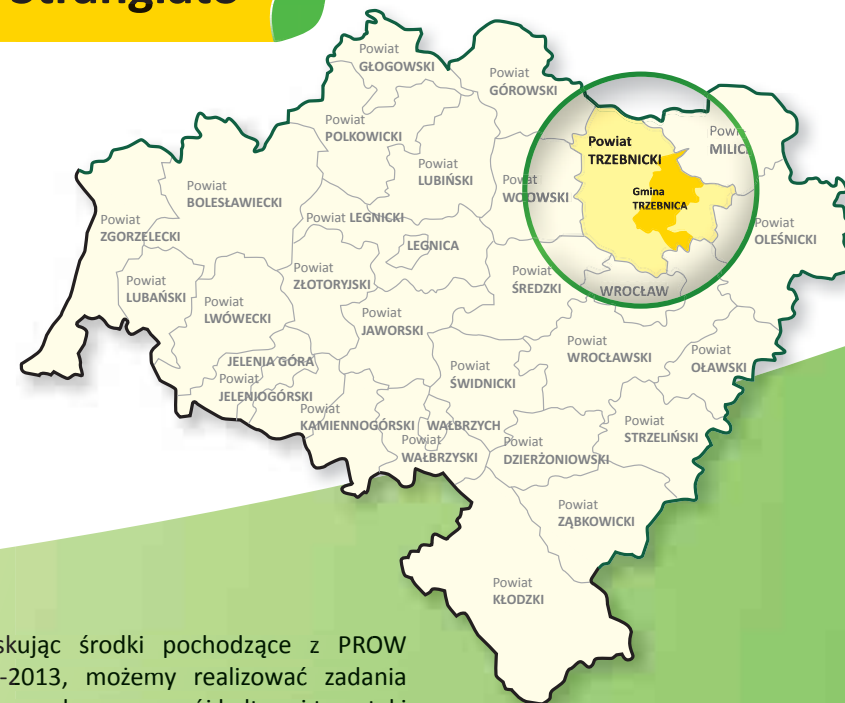 Powiat
GŁOGOWSKI
Powiat
GÓROWSKI
Powiat
POLKOWICKI
Powiat
LUBIŃSKI
Powiat
WOŁOWSKI
Powiat
TRZEBNICKI
Gmina
TRZEBNICA
Powiat
BOLESŁAWIECKI
Powiat LEGNICKI
LEGNICA
Powiat
ZGORZELECKI
Powiat
OLEŚNICKI
Powiat
LUBAŃSKI
Powiat
ZŁOTORYJSKI
Powiat
ŚREDZKI
WROCŁAW
Powiat
LWÓWECKI
Powiat
JAWORSKI
Powiat
WROCŁAWSKI
Powiat
OŁAWSKI
JELENIA GÓRA
Powiat
JELENIOGÓRSKI
Powiat
ŚWIDNICKI
Powiat
KAMIENNOGÓRSKI
WAŁBRZYCH
Powiat
WAŁBRZYSKI
Powiat
DZIERŻONIOWSKI
Powiat
STRZELIŃSKI
Powiat
ZĄBKOWICKI
Powiat
KŁODZKI
skując środki pochodzące z PROW
-2013, możemy realizować zadania